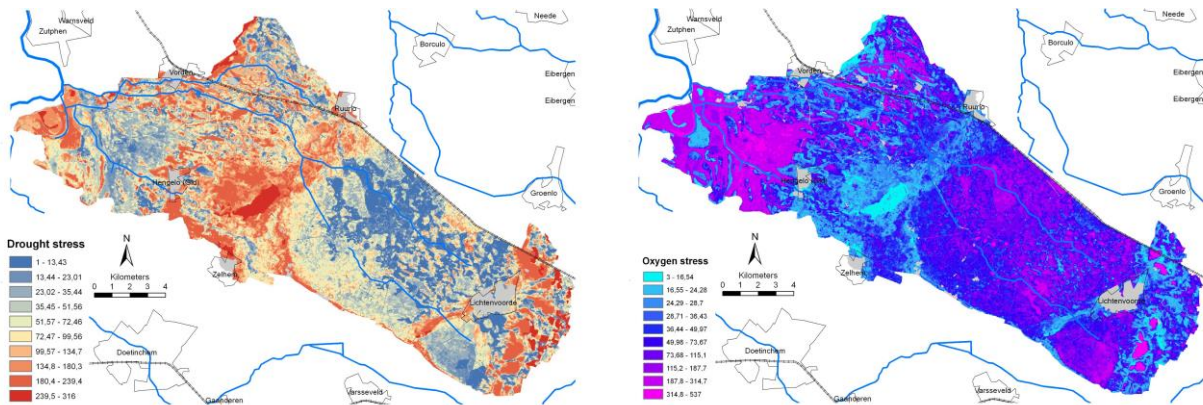 Warnsveld
Zutphen
Neede
Borculo
Eibergen
Eibergen
Vorden
Ruurlo
Groenlo
Hengelo (Gld)
Zelhem
Lichtenvoorde
Doetinchem
Gaanderen
Varsseveld
Drought stress
1 - 13,43
13,44 - 23,01
23,02 - 35,44
35,45 - 51,56
51,57 - 72,46
72,47 - 99,56
99,57 - 134,7
134,8 - 180,3
180,4 - 239,4
239,5 - 316
N
Kilometers
0 1 2 3 4
Warnsveld
Zutphen
Neede
Borculo
Eibergen
Eibergen
Vorden
Ruurlo
Groenlo
Hengelo (Gld)
Zelhem
Lichtenvoorde
Doetinchem
Gaanderen
Varsseveld
Oxygen stress
3 - 16,54
16,55 - 24,28
24,29 - 28,7
28,71 - 36,43
36,44 - 49,97
49,98 - 73,67
73,68 - 115,1
115,2 - 187,7
187,8 - 314,7
314,8 - 537
N
Kilometers
0 1 2 3 4